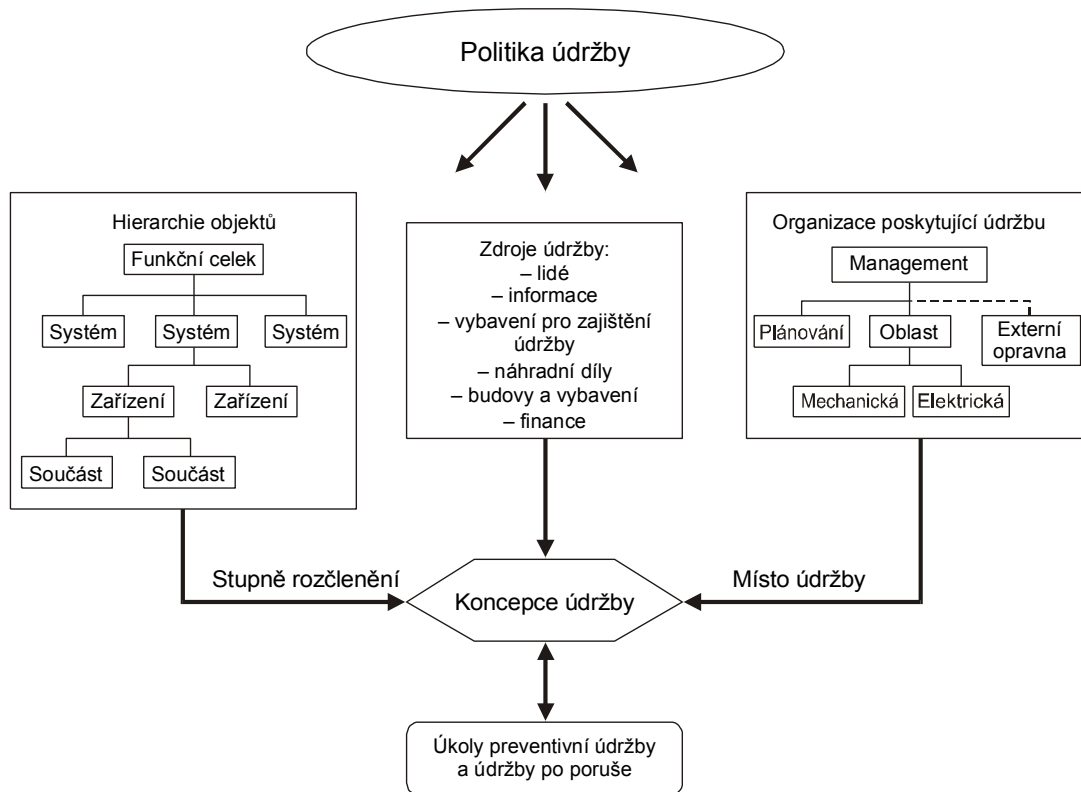 Politika údržby
Hierarchie objektů
Funkční celek
Systém
Systém
Systém
Zařízení
Zařízení
Součást
Součást
Zdroje údržby:
– lidé
– informace
– vybavení pro zajištění
údržby
– náhradní díly
– budovy a vybavení
– finance
Organizace poskytující údržbu
Management
Plánování
Oblast
Externí
opravna
Mechanická
Elektrická
Stupně rozčlenění
Koncepce údržby
Místo údržby
Úkoly preventivní údržby
a údržby po poruše